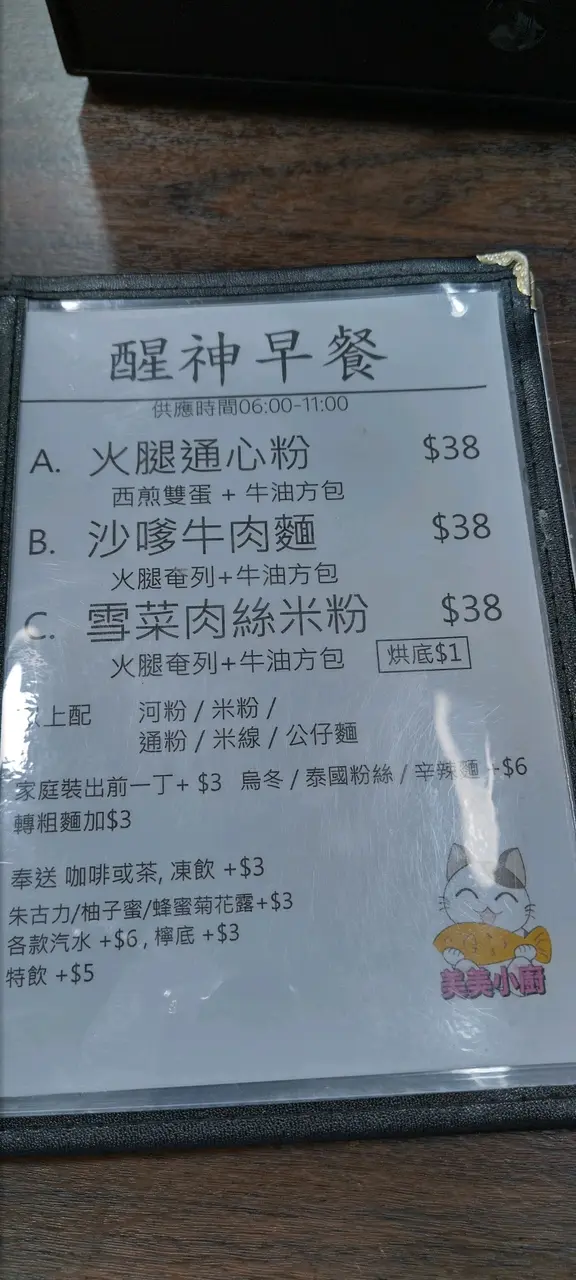 醒神早餐
供應時間06:00-11:00
A. 火腿通心粉 $38
西煎雙蛋 + 牛油方包
B. 沙嗲牛肉麵 $38
火腿奄列+牛油方包
C. 雪菜肉絲米粉 $38
火腿奄列+牛油方包 烘底$1
上配 河粉 / 米粉 /
通粉 / 米線 / 公仔麵
家庭裝出前一丁+ $3 烏冬 / 泰國粉絲 / 辛辣麵 +$6
轉粗麵加$3
奉送 咖啡或茶, 凍飲 +$3
朱古力/柚子蜜/蜂蜜菊花露+$3
各款汽水 +$6 , 檸底 +$3
特飲 +$5
美美小廚